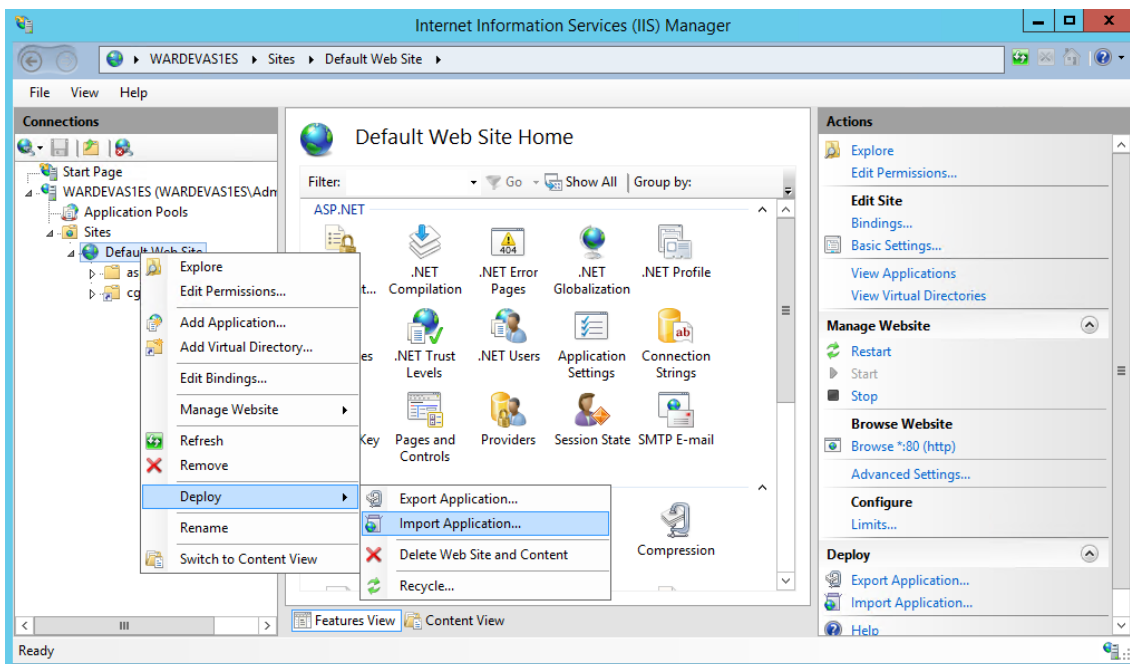 Internet Information Services (IIS) Manager
WARDEVAS1ES Sites Default Web Site
File View Help
Connections
Start Page
WARDEVAS1ES (WARDEVAS1ES\Adm
Application Pools
Sites
Default Web Site
as
cg
Explore
Edit Permissions...
Add Application...
Add Virtual Directory...
Edit Bindings...
Manage Website
Refresh
Remove
Deploy
Rename
Switch to Content View
Export Application...
Import Application...
Delete Web Site and Content
Recycle...
Default Web Site Home
Filter: Go Show All Group by:
ASP.NET
t... .NET Compilation
.NET Error Pages
404
.NET Globalization
.NET Profile
es .NET Trust Levels
.NET Users
Application Settings
Connection Strings
ab
Key Pages and Controls
Providers
Session State
SMTP E-mail
Compression
Features View Content View
Actions
Explore
Edit Permissions...
Edit Site
Bindings...
Basic Settings...
View Applications
View Virtual Directories
Manage Website
Restart
Start
Stop
Browse Website
Browse *:80 (http)
Advanced Settings...
Configure
Limits...
Deploy
Export Application...
Import Application...
Help
Ready